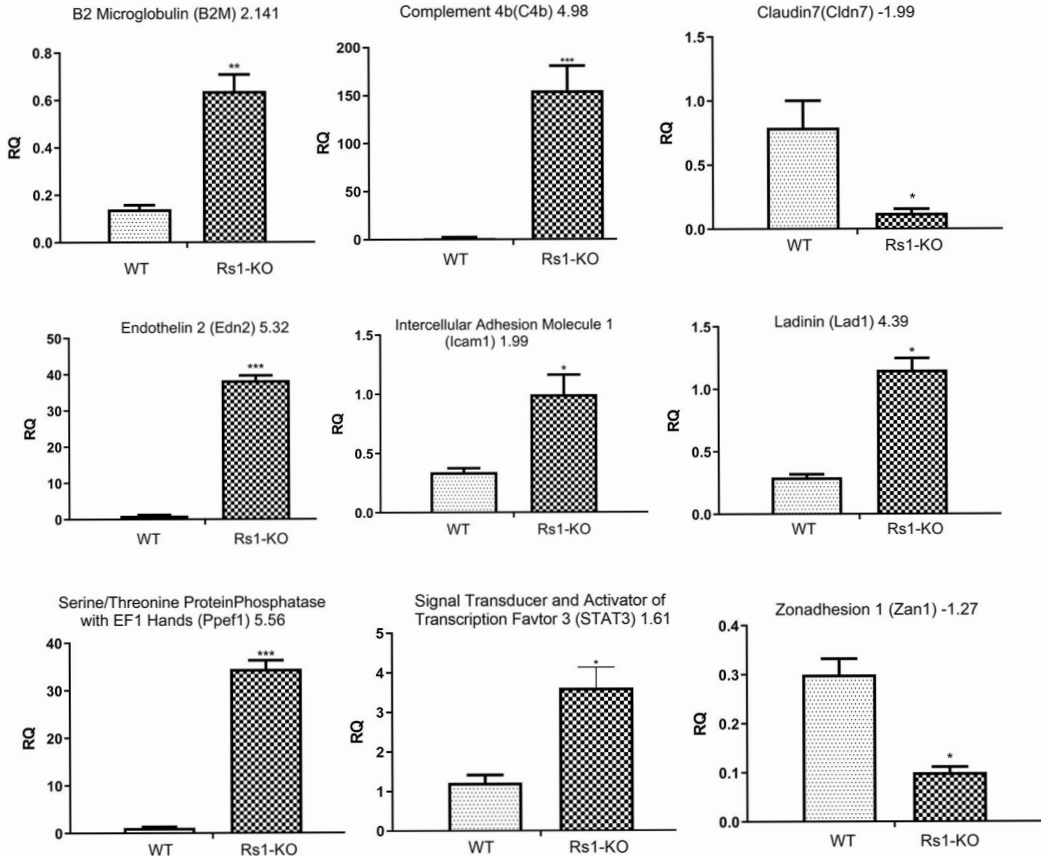 B2 Microglobulin (B2M) 2.141
0.8
0.6
0.4
0.2
0.0
RQ
**
WT
Rs1-KO
Complement 4b(C4b) 4.98
200
150
100
50
0
RQ
***
WT
Rs1-KO
Claudin7(Cldn7) -1.99
1.5
1.0
0.5
0.0
RQ
*
WT
Rs1-KO
Endothelin 2 (Edn2) 5.32
50
40
30
20
10
0
RQ
***
WT
Rs1-KO
Intercellular Adhesion Molecule 1
(Icam1) 1.99
1.5
1.0
0.5
0.0
RQ
*
WT
Rs1-KO
Ladinin (Lad1) 4.39
1.5
1.0
0.5
0.0
RQ
*
WT
Rs1-KO
Serine/Threonine ProteinPhosphatase
with EF1 Hands (Ppef1) 5.56
40
30
20
10
0
RQ
***
WT
Rs1-KO
Signal Transducer and Activator of
Transcription Favtor 3 (STAT3) 1.61
5
4
3
2
1
0
RQ
*
WT
Rs1-KO
Zonadhesion 1 (Zan1) -1.27
0.4
0.3
0.2
0.1
0.0
RQ
*
WT
Rs1-KO